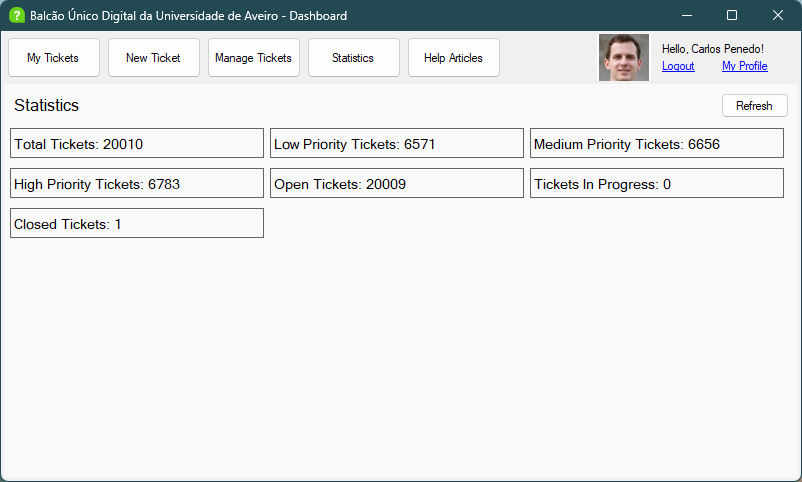 Balcão Único Digital da Universidade de Aveiro - Dashboard
My Tickets
New Ticket
Manage Tickets
Statistics
Help Articles
Hello, Carlos Penedo!
Logout
My Profile
Statistics
Refresh
Total Tickets: 20010
Low Priority Tickets: 6571
Medium Priority Tickets: 6656
High Priority Tickets: 6783
Open Tickets: 20009
Tickets In Progress: 0
Closed Tickets: 1